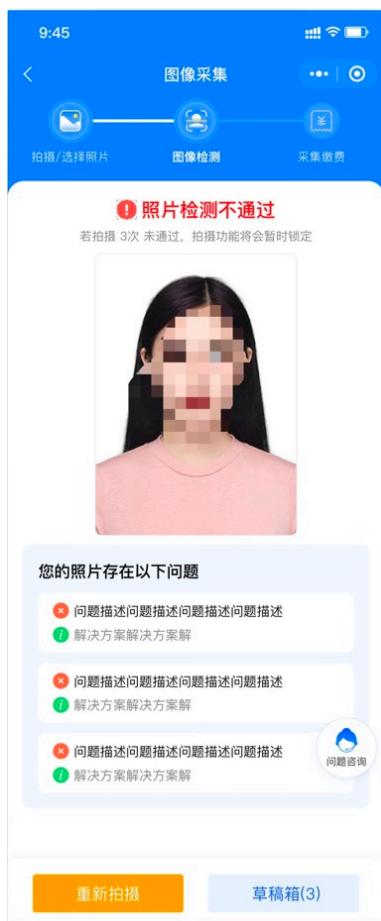 9:45
图像采集
拍摄/选择照片
图像检测
采集缴费
照片检测不通过
若拍摄 3次 未通过，拍摄功能将会暂时锁定
您的照片存在以下问题
问题描述问题描述问题描述问题描述
解决方案解决方案解
问题描述问题描述问题描述问题描述
解决方案解决方案解
问题描述问题描述问题描述问题描述
解决方案解决方案解
问题咨询
重新拍摄
草稿箱(3)